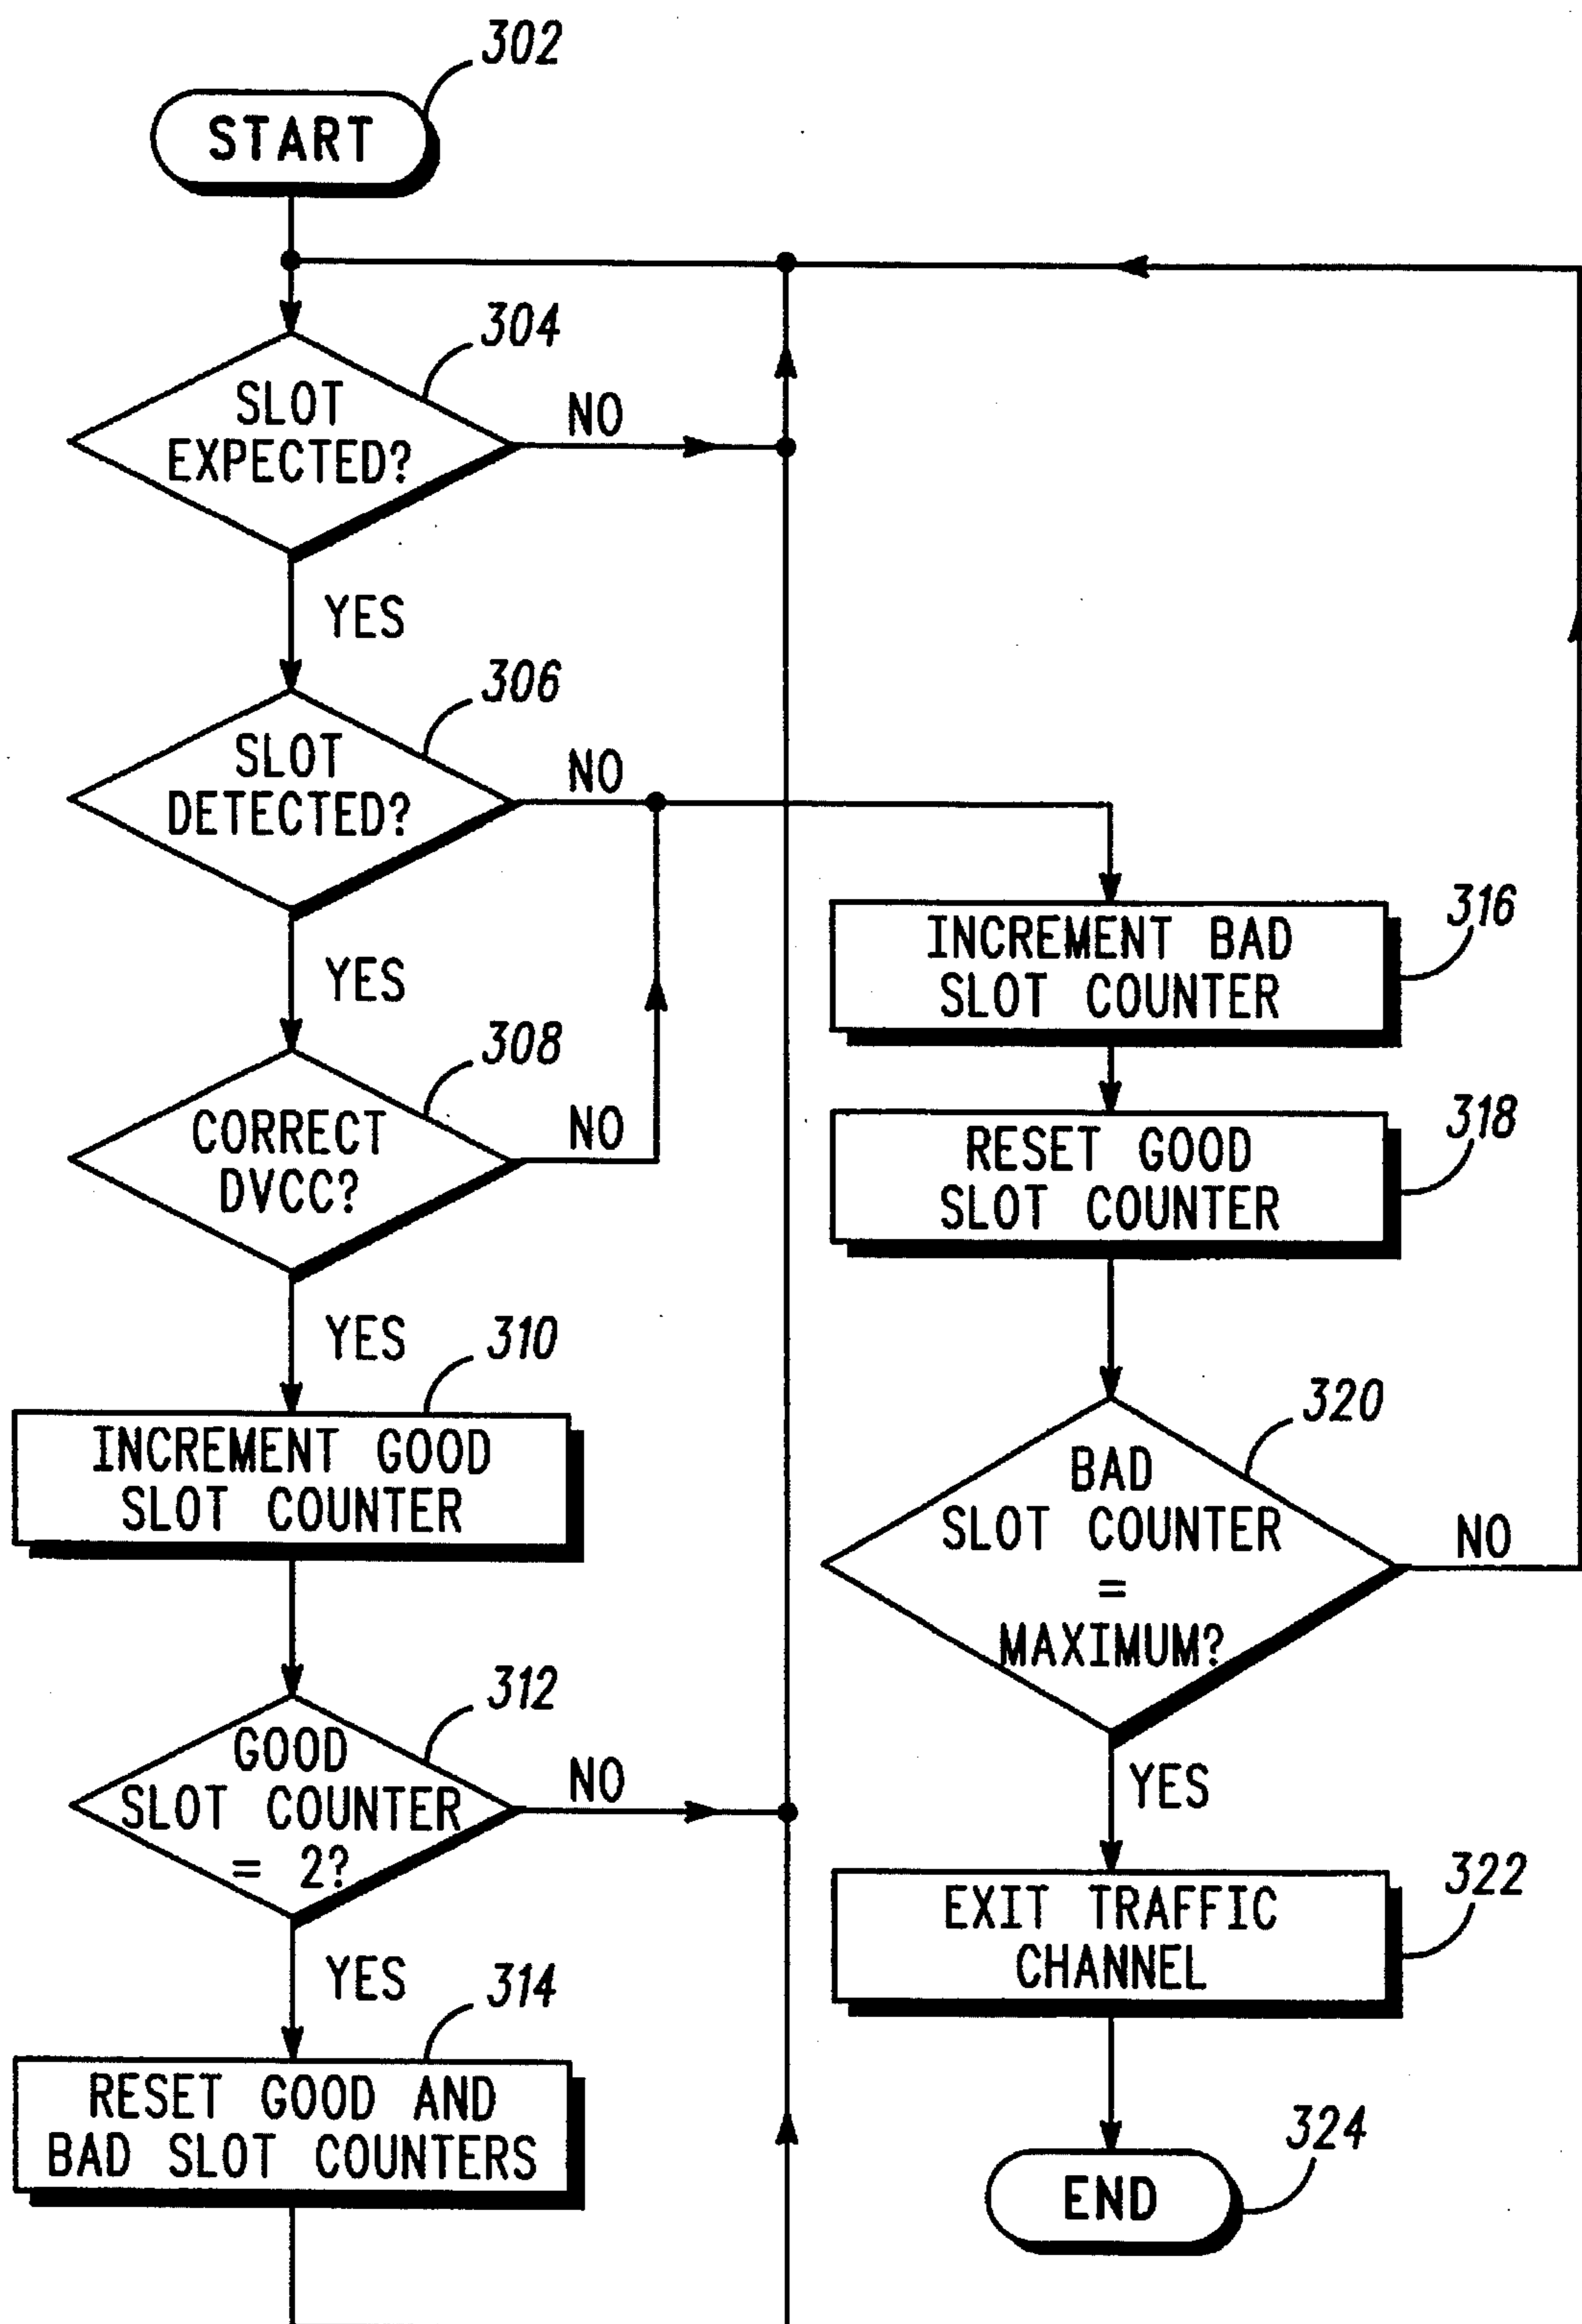 302
START
304
SLOT
EXPECTED?
NO
YES
306
SLOT
DETECTED?
NO
YES
308
CORRECT
DVCC?
NO
YES
310
INCREMENT GOOD
SLOT COUNTER
312
GOOD
SLOT COUNTER
= 2?
NO
YES
314
RESET GOOD AND
BAD SLOT COUNTERS
316
INCREMENT BAD
SLOT COUNTER
318
RESET GOOD
SLOT COUNTER
320
BAD
SLOT COUNTER
=
MAXIMUM?
NO
YES
322
EXIT TRAFFIC
CHANNEL
324
END